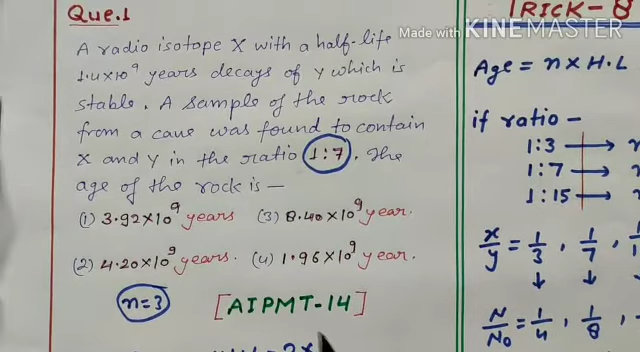 Que.1
A radio isotope X with a half-life
1.4×10⁹ years decays of Y which is
stable. A sample of the rock
from a cave was found to contain
X and Y in the ratio 1:7. The
age of the rock is —
(1) 3.92×10⁹ years (3) 8.40×10⁹ year.
(2) 4.20×10⁹ years. (4) 1.96×10⁹ year.
n=3 [AIPMT-14]
TRICK-8
Made with KINEMASTER
Age = n × H.L
if ratio –
1:3 →
1:7 →
1:15 →
x/y = 1/3 , 1/7 ,
↓ ↓
N/N₀ = 1/4 , 1/8 ,